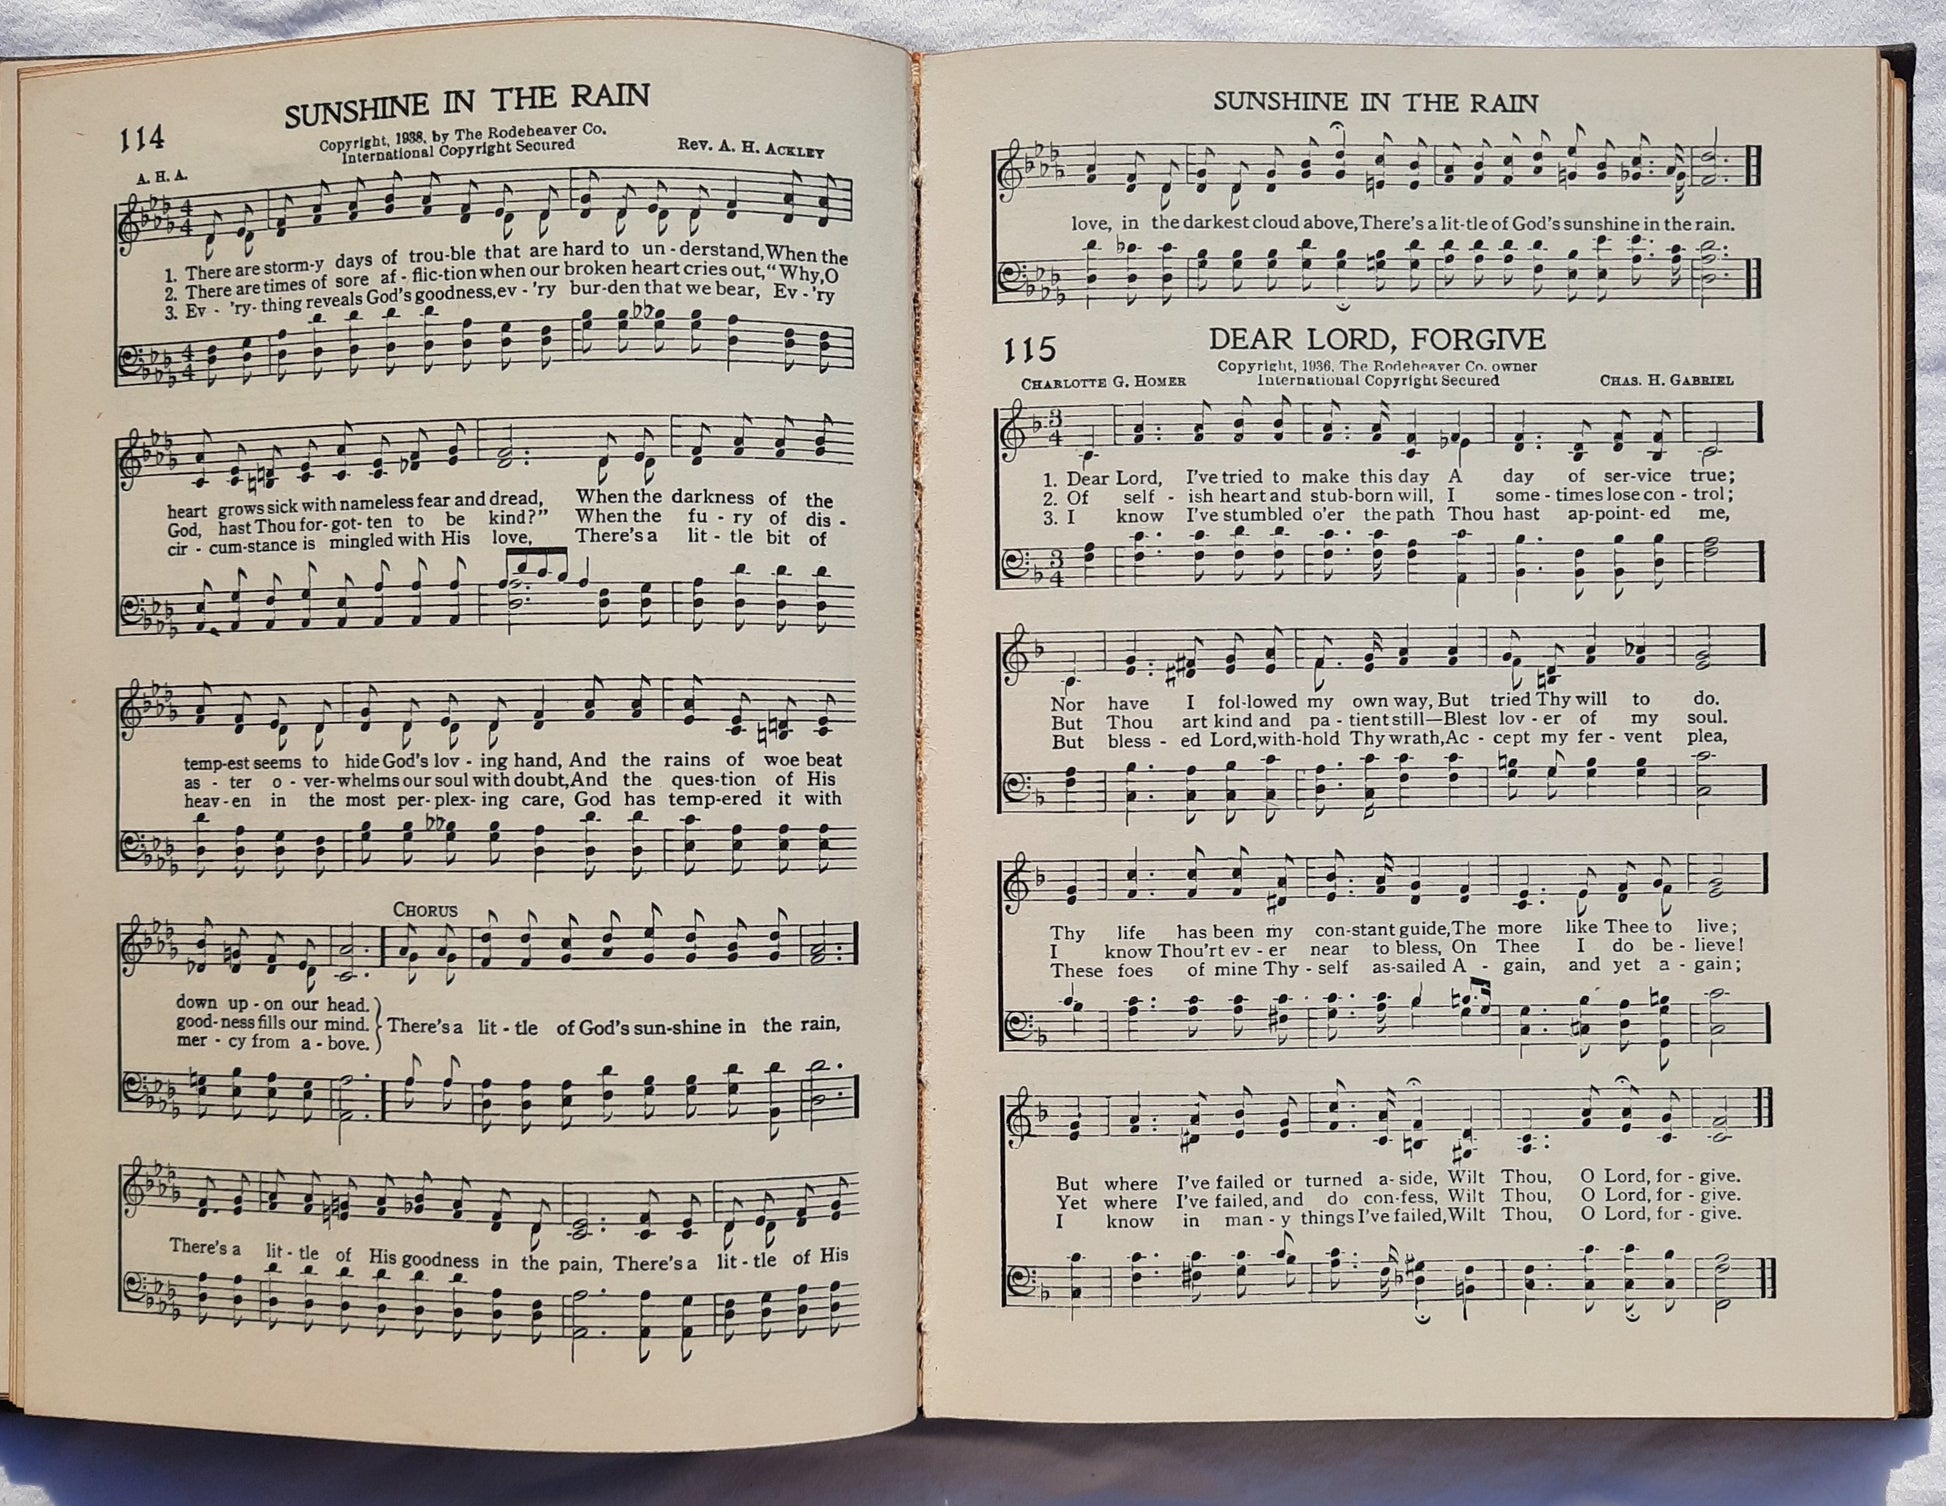 SUNSHINE IN THE RAIN
114
Copyright, 1938, by The Rodeheaver Co.
International Copyright Secured
Rev. A. H. Ackley
A. H. A.
4
4
1. There are storm-y days of trou-ble that are hard to un - derstand, When the
2. There are times of sore af - flic-tion when our broken heart cries out, "Why, O
3. Ev - 'ry-thing reveals God's goodness, ev - 'ry bur-den that we bear, Ev - 'ry
4
4
heart grows sick with nameless fear and dread, When the darkness of the
God, hast Thou for-got-ten to be kind?" When the fu - ry of dis -
cir - cum-stance is mingled with His love, There's a lit - tle bit of
temp-est seems to hide God's lov - ing hand, And the rains of woe beat
as - ter o - ver-whelms our soul with doubt, And the ques-tion of His
heav-en in the most per-plex-ing care, God has temp-ered it with
Chorus
down up - on our head.
good-ness fills our mind. There's a lit - tle of God's sun-shine in the rain,
mer - cy from a - bove.
There's a lit - tle of His goodness in the pain, There's a lit - tle of His
SUNSHINE IN THE RAIN
love, in the darkest cloud above, There's a lit-tle of God's sunshine in the rain.
115
DEAR LORD, FORGIVE
Copyright, 1936, The Rodeheaver Co. owner
International Copyright Secured
Charlotte G. Homer
Chas. H. Gabriel
3
4
1. Dear Lord, I've tried to make this day A day of ser-vice true;
2. Of self - ish heart and stub-born will, I some-times lose con - trol;
3. I know I've stumbled o'er the path Thou hast ap-point-ed me,
3
4
Nor have I fol-lowed my own way, But tried Thy will to do.
But Thou art kind and pa - tient still—Blest lov - er of my soul.
But bless - ed Lord, with-hold Thy wrath, Ac - cept my fer - vent plea,
Thy life has been my con-stant guide, The more like Thee to live;
I know Thou'rt ev - er near to bless, On Thee I do be - lieve!
These foes of mine Thy - self as-sailed A - gain, and yet a - gain;
But where I've failed or turned a-side, Wilt Thou, O Lord, for - give.
Yet where I've failed, and do con-fess, Wilt Thou, O Lord, for - give.
I know in man - y things I've failed, Wilt Thou, O Lord, for - give.